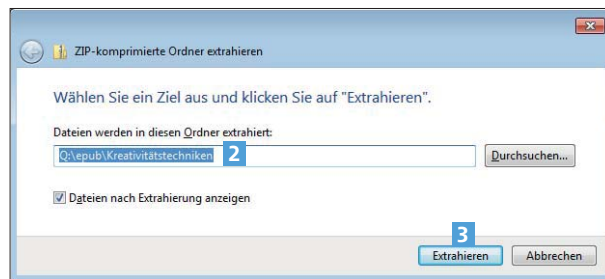 ZIP-komprimierte Ordner extrahieren
Wählen Sie ein Ziel aus und klicken Sie auf "Extrahieren".
Dateien werden in diesen Ordner extrahiert:
Q:\epub\Kreativitätstechniken 2
Durchsuchen...
Dateien nach Extrahierung anzeigen
3
Extrahieren Abbrechen